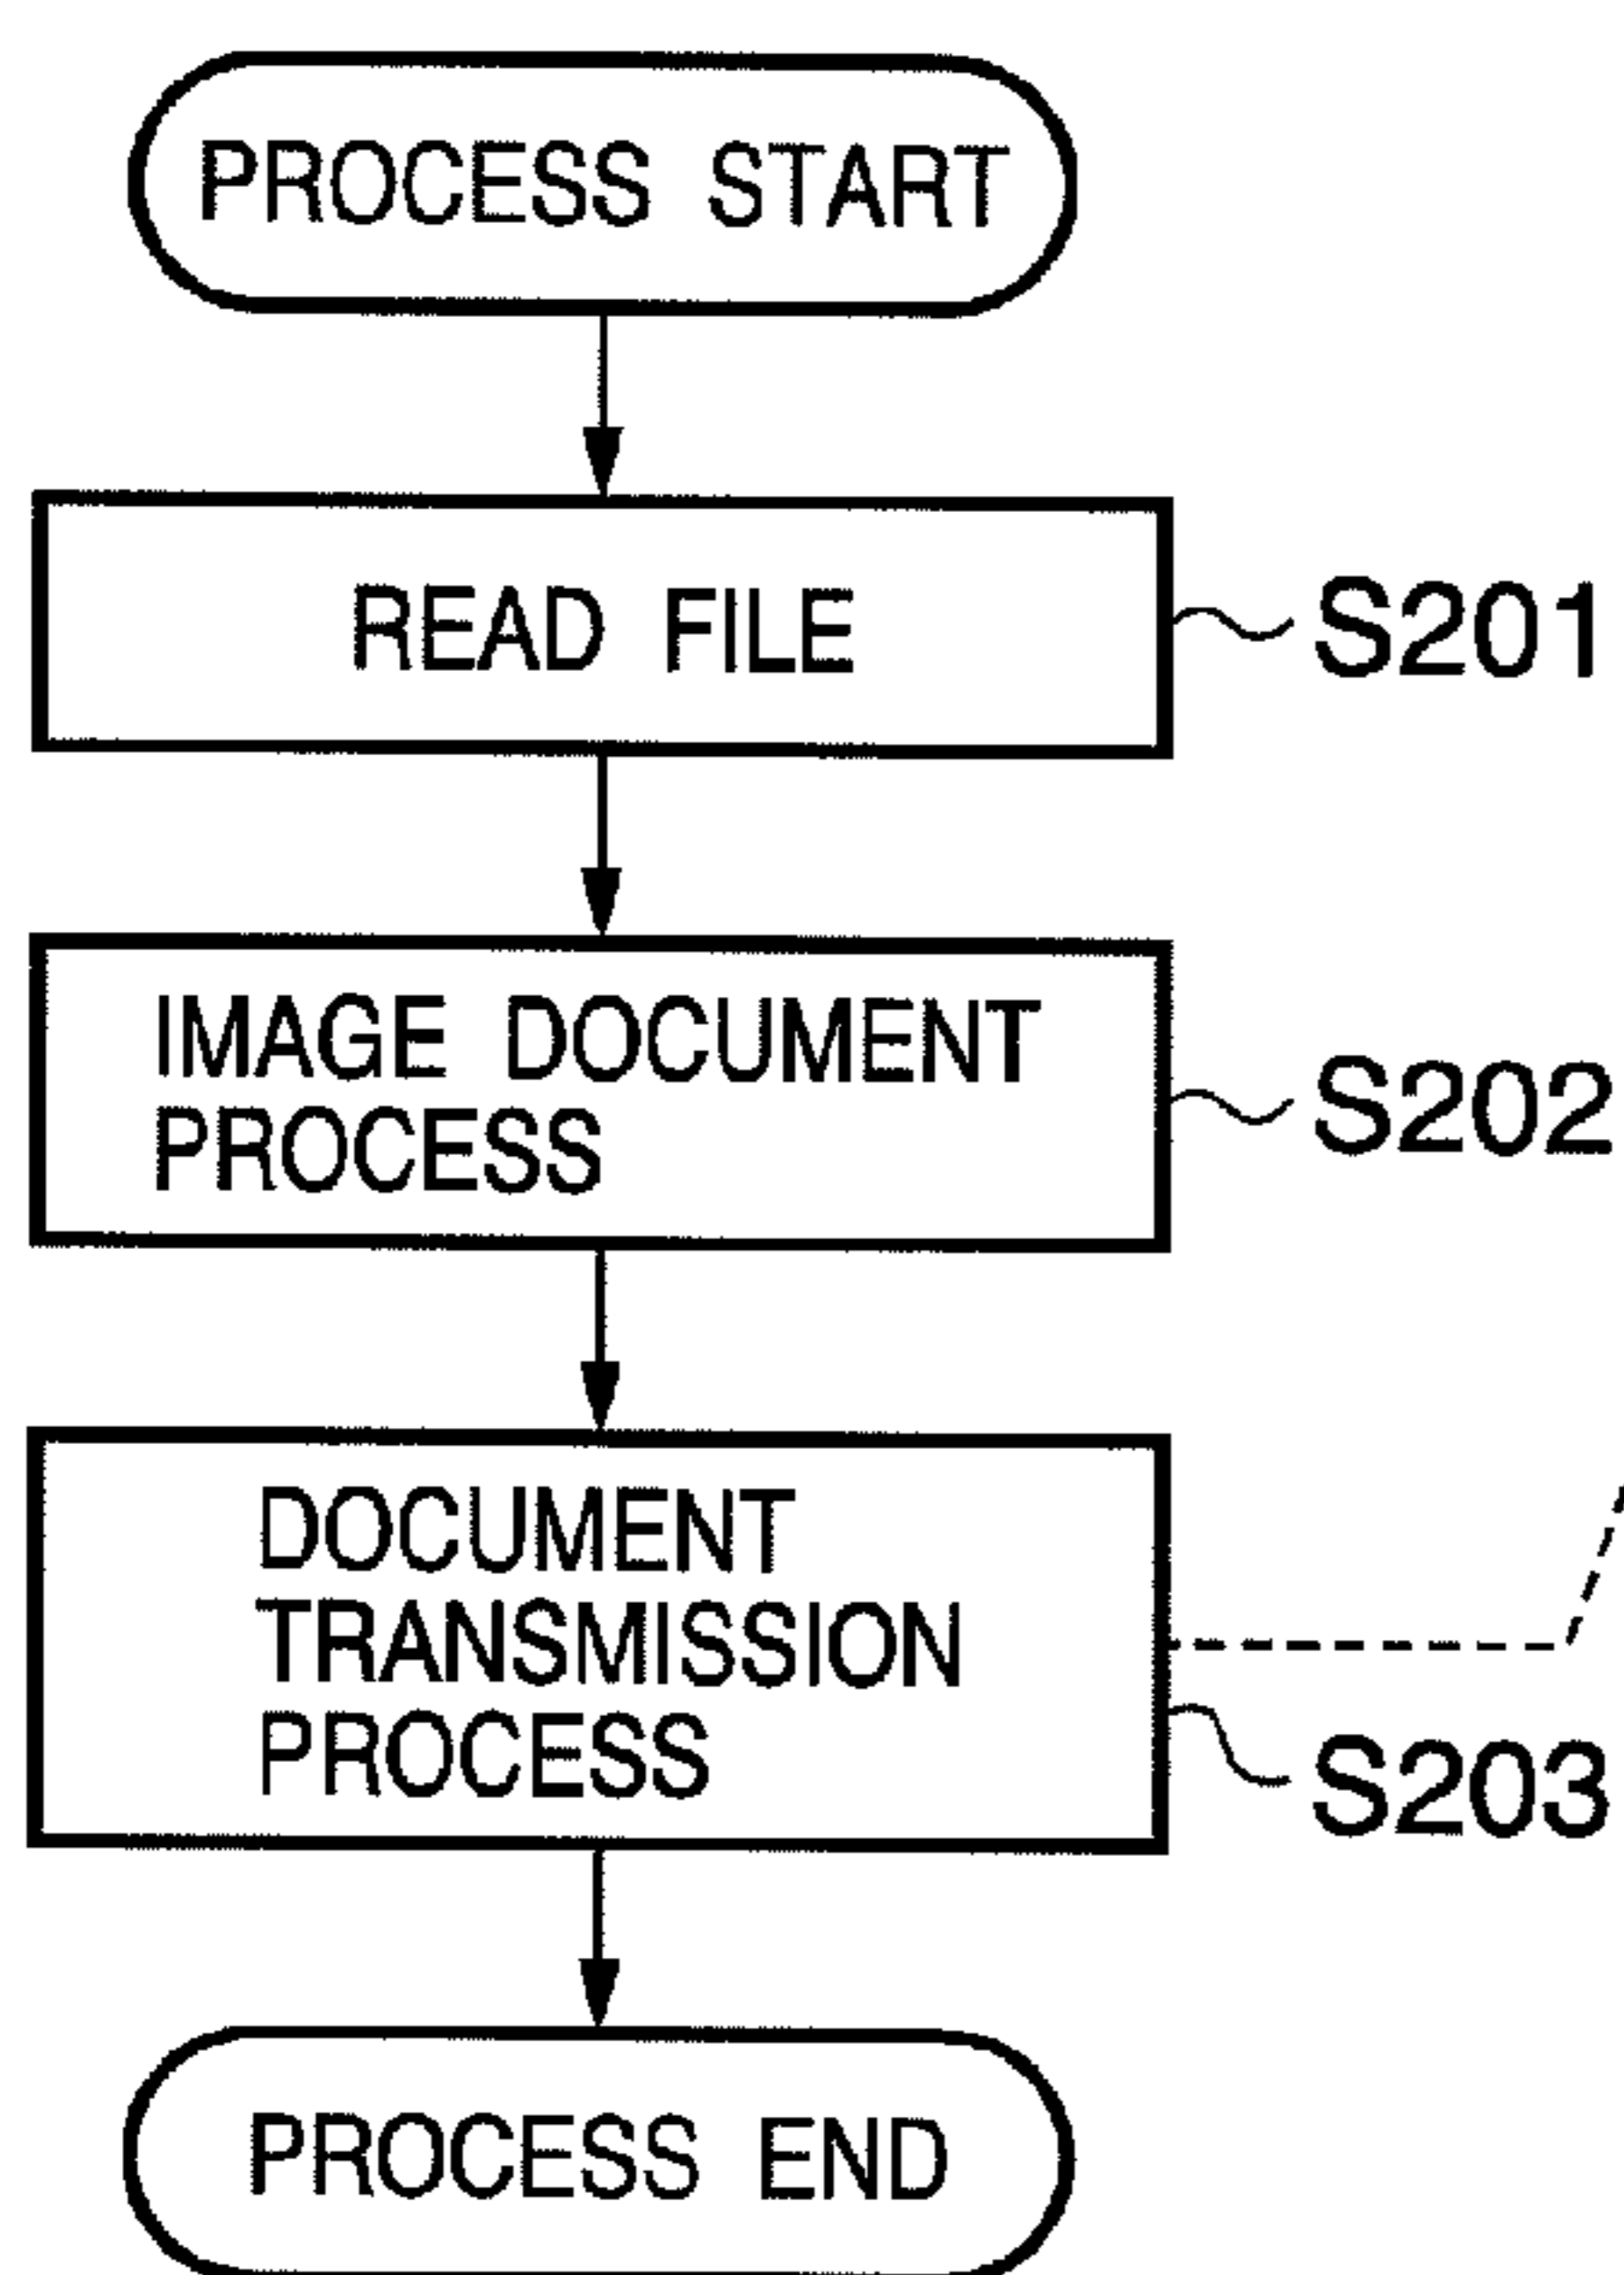 PROCESS START
READ FILE
S201
IMAGE DOCUMENT
PROCESS
S202
DOCUMENT
TRANSMISSION
PROCESS
S203
PROCESS END